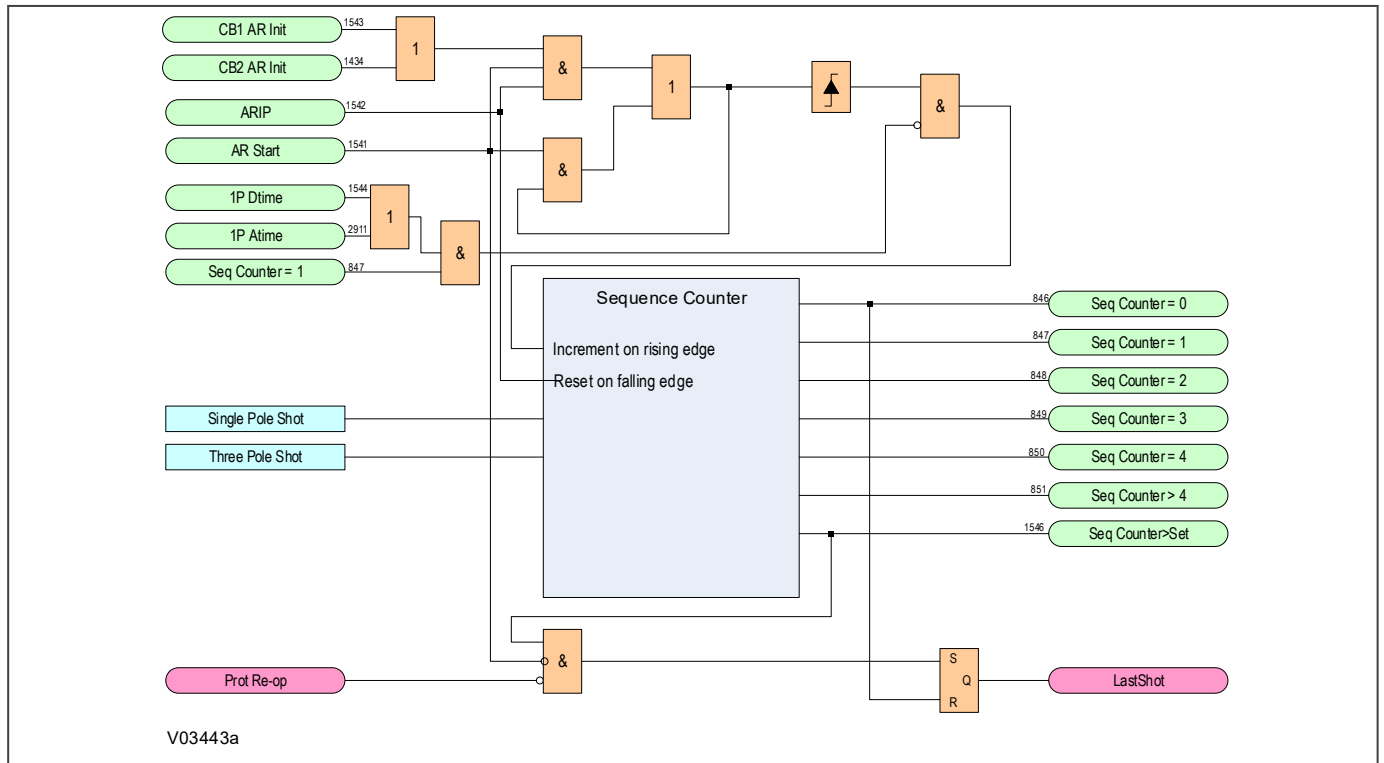 CB1 AR Init 1543
1
CB2 AR Init 1434
&
1
&
ARIP 1542
AR Start 1541
&
1P Dtime 1544
1
1P Atime 2911
&
Seq Counter = 1 847
Sequence Counter
Increment on rising edge
Reset on falling edge
Single Pole Shot
Three Pole Shot
846 Seq Counter = 0
847 Seq Counter = 1
848 Seq Counter = 2
849 Seq Counter = 3
850 Seq Counter = 4
851 Seq Counter > 4
1546 Seq Counter>Set
&
Prot Re-op
S
Q
R
LastShot
V03443a